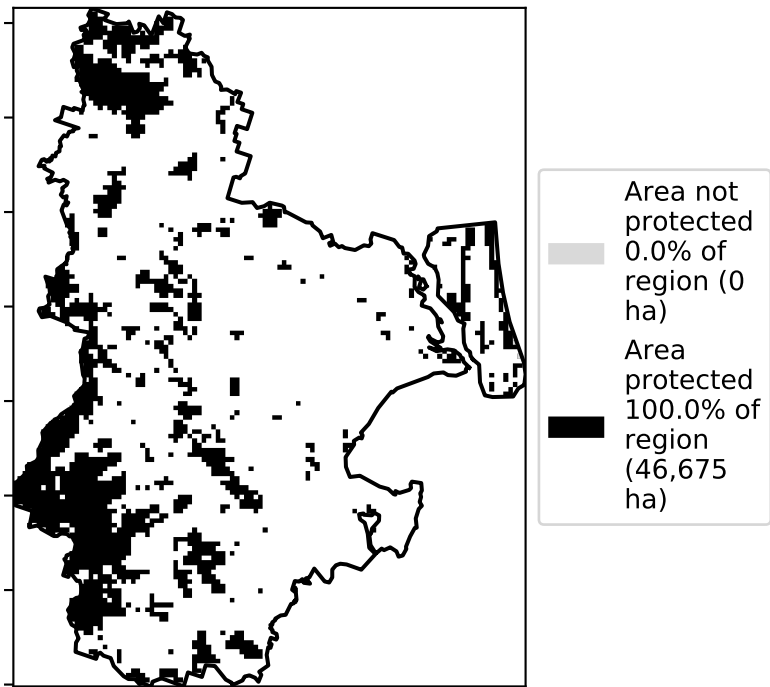 Area not
protected
0.0% of
region (0
ha)
Area
protected
100.0% of
region
(46,675
ha)